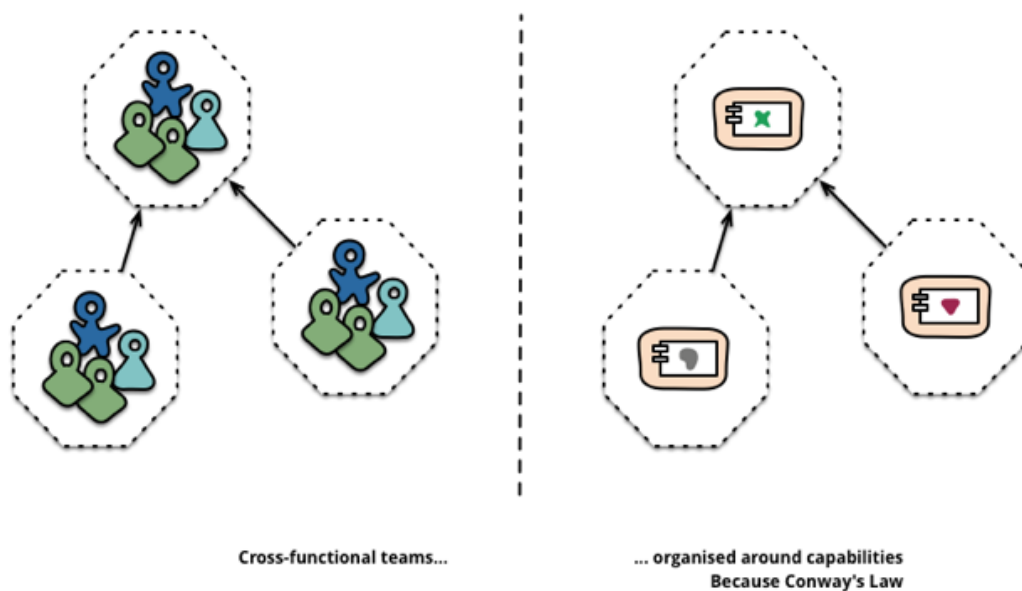 Cross-functional teams...
... organised around capabilities
Because Conway's Law